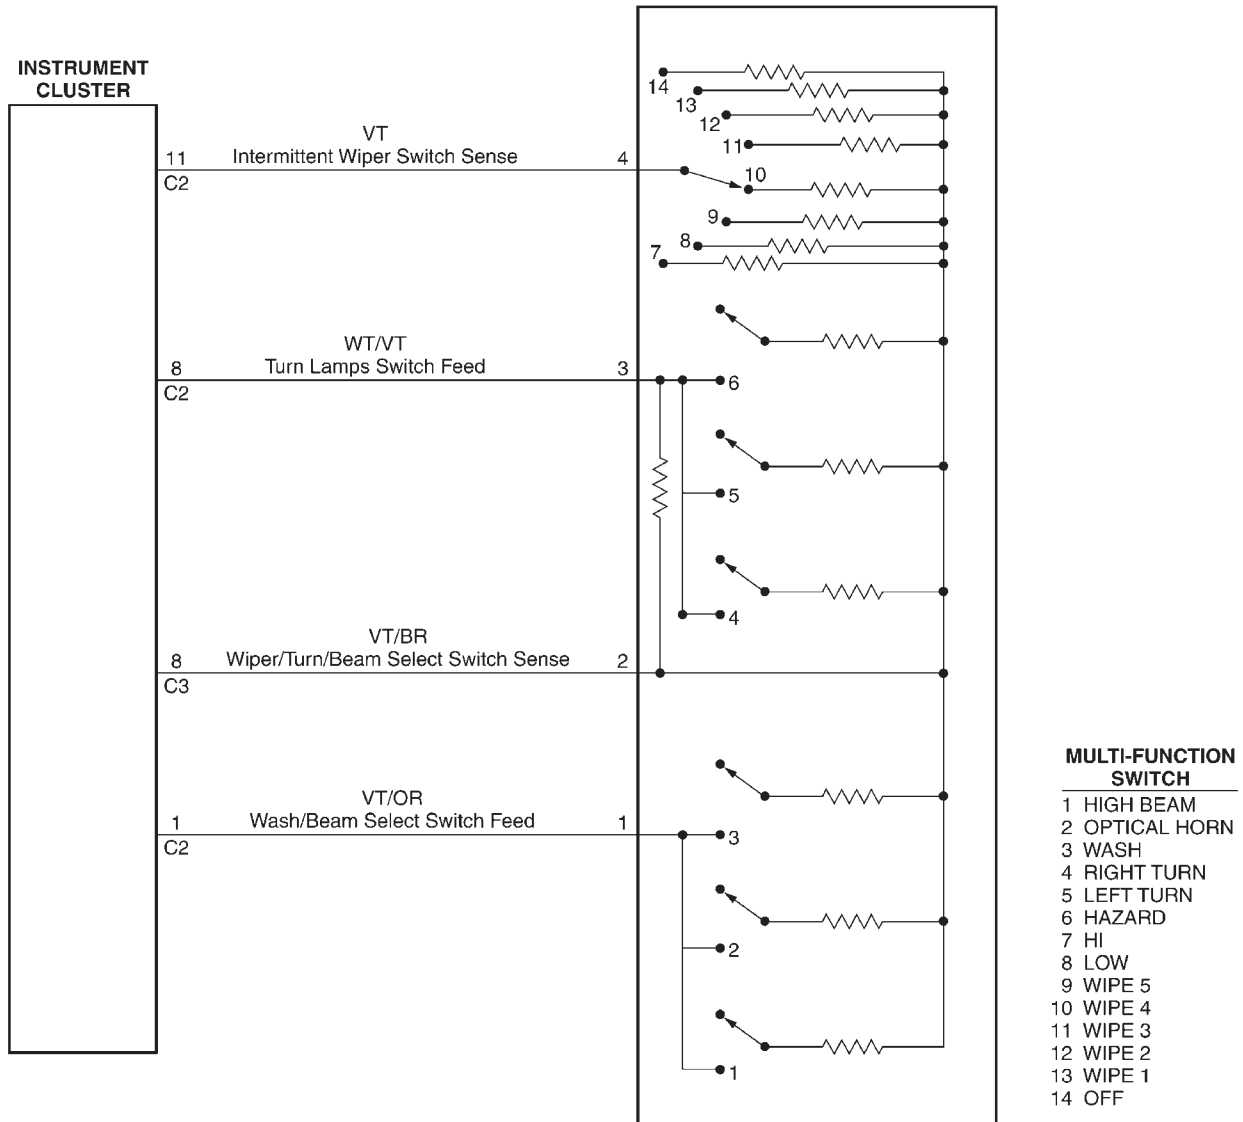 INSTRUMENT
CLUSTER
14
13
12
11
VT
11 Intermittent Wiper Switch Sense 4
C2
10
9
8
7
WT/VT
8 Turn Lamps Switch Feed 3
C2
6
5
4
VT/BR
8 Wiper/Turn/Beam Select Switch Sense 2
C3
VT/OR
1 Wash/Beam Select Switch Feed 1
C2
3
2
1
MULTI-FUNCTION
SWITCH
1 HIGH BEAM
2 OPTICAL HORN
3 WASH
4 RIGHT TURN
5 LEFT TURN
6 HAZARD
7 HI
8 LOW
9 WIPE 5
10 WIPE 4
11 WIPE 3
12 WIPE 2
13 WIPE 1
14 OFF